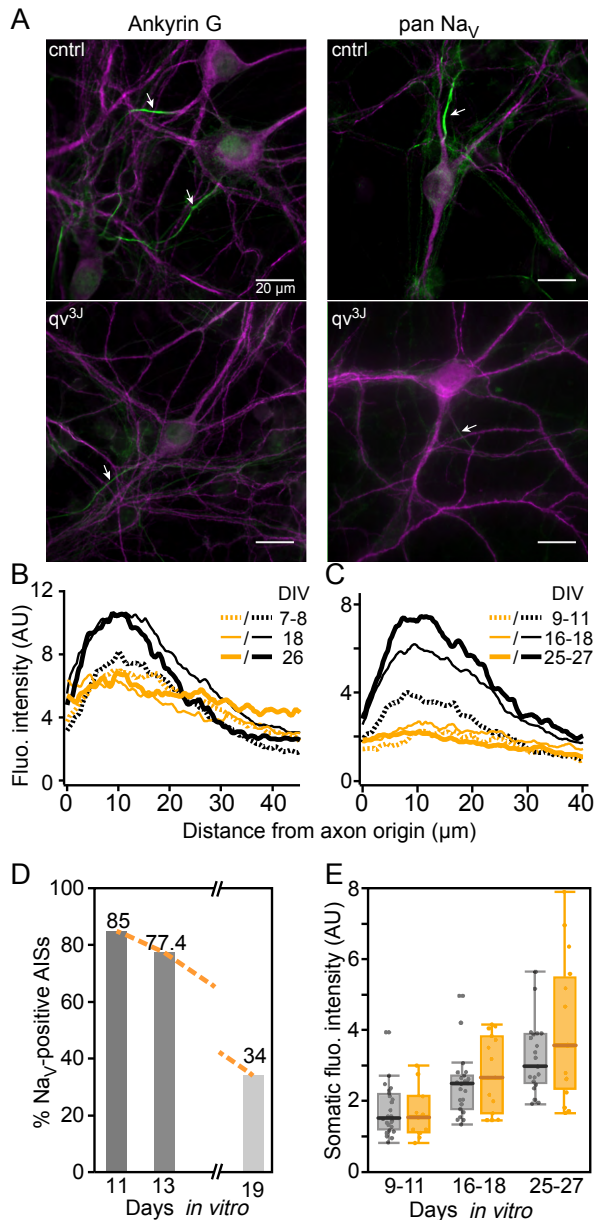 A
Ankyrin G
pan NaV
cntrl
cntrl
20 µm
qv3J
qv3J
B
C
12
8
4
0
Fluo. intensity (AU)
DIV
/ 7-8
/ 18
/ 26
0 10 20 30 40
8
6
4
2
0
DIV
/ 9-11
/ 16-18
/ 25-27
0 10 20 30 40
Distance from axon origin (µm)
D
100
80
60
40
20
0
% NaV-positive AISs
85
77.4
34
11 13 19
Days in vitro
E
8
6
4
2
0
Somatic fluo. intensity (AU)
9-11 16-18 25-27
Days in vitro